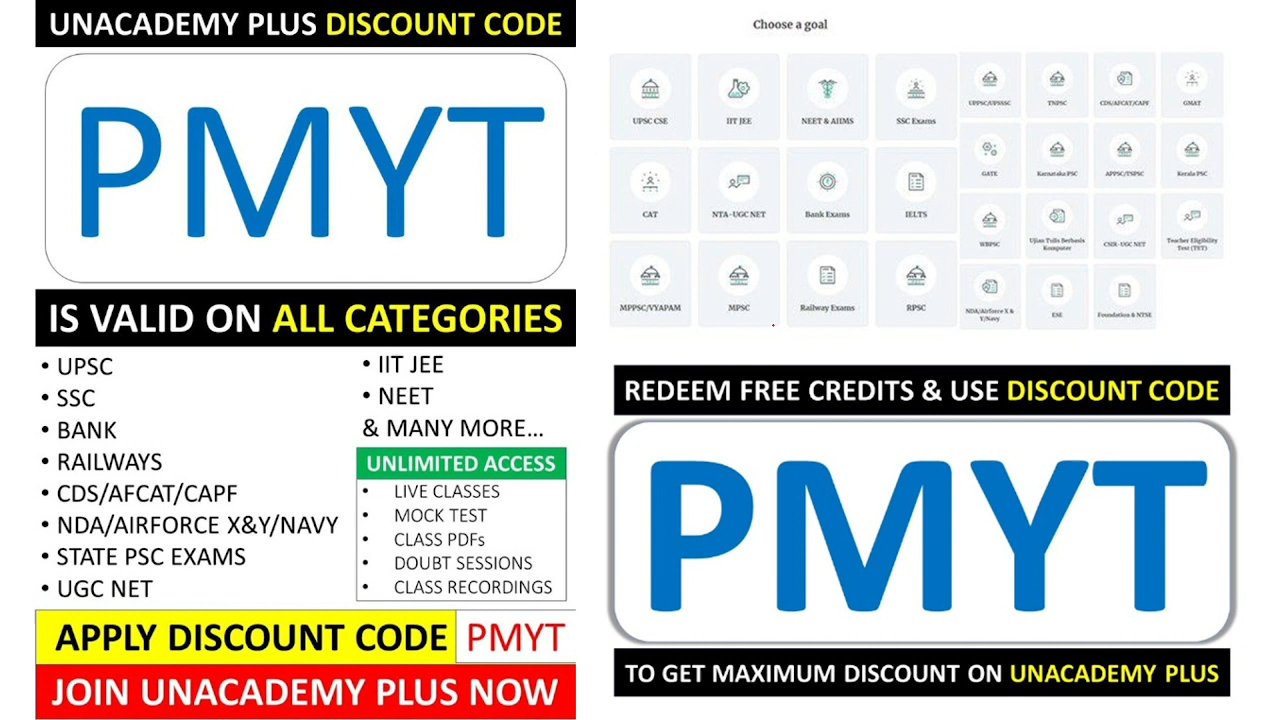 UNACADEMY PLUS DISCOUNT CODE
PMYT
IS VALID ON ALL CATEGORIES
• UPSC
• SSC
• BANK
• RAILWAYS
• CDS/AFCAT/CAPF
• NDA/AIRFORCE X&Y/NAVY
• STATE PSC EXAMS
• UGC NET
• IIT JEE
• NEET
& MANY MORE...
UNLIMITED ACCESS
• LIVE CLASSES
• MOCK TEST
• CLASS PDFs
• DOUBT SESSIONS
• CLASS RECORDINGS
APPLY DISCOUNT CODE PMYT
JOIN UNACADEMY PLUS NOW
Choose a goal
UPSC CSE
IIT JEE
NEET & AIIMS
SSC Exams
CAT
NTA-UGC NET
Bank Exams
IELTS
MPPSC/VYAPAM
MPSC
Railway Exams
RPSC
UPPSC/UPSSSC
TNPSC
CDS/AFCAT/CAPF
GMAT
GATE
Karnataka PSC
APPSC/TSPSC
Kerala PSC
WBPSC
Ujian Tulis Berbasis
Komputer
CSIR-UGC NET
Teacher Eligibility
Test (TET)
NDA/Airforce X &
Y/Navy
ESE
Foundation & NTSE
REDEEM FREE CREDITS & USE DISCOUNT CODE
PMYT
TO GET MAXIMUM DISCOUNT ON UNACADEMY PLUS